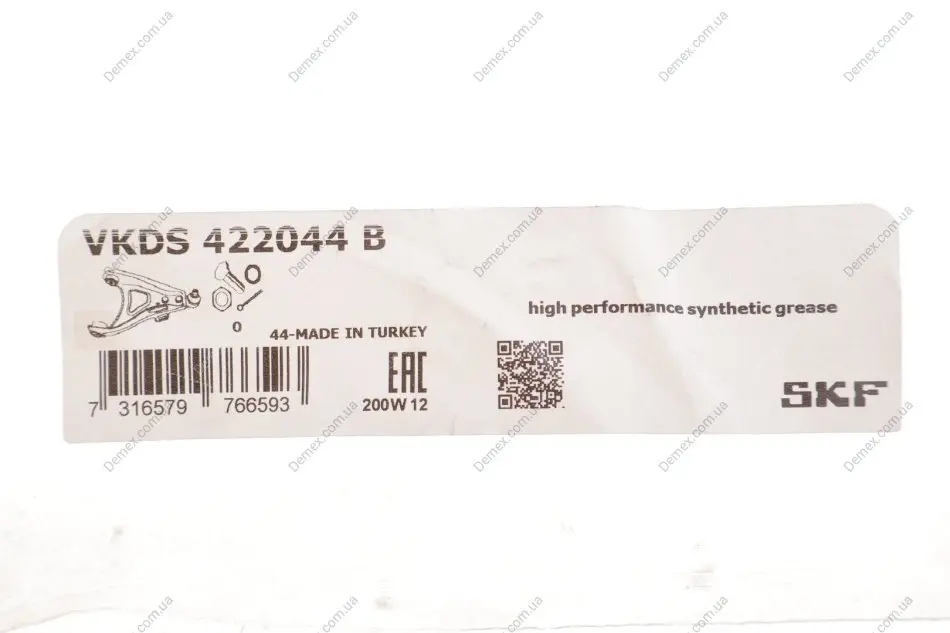 VKDS 422044 B
0
44-MADE IN TURKEY
high performance synthetic grease
EAC
200W 12
7 316579 766593
SKF
Demex.com.ua